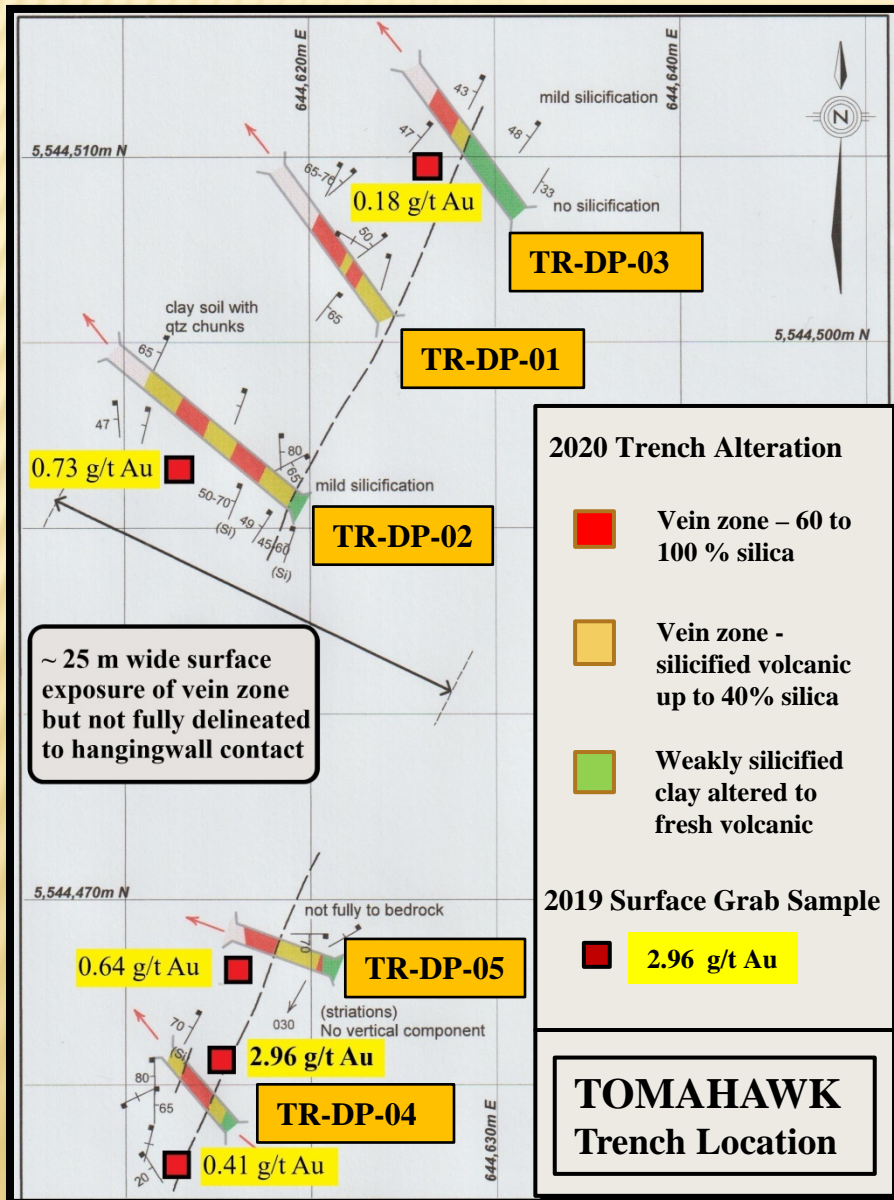 644,620m E
644,640m E
43
mild silicification
47
48
N
5,544,510m N
65-76
0.18 g/t Au
33
no silicification
50
TR-DP-03
clay soil with
qtz chunks
65
5,544,500m N
65
TR-DP-01
47
80
0.73 g/t Au
65
mild silicification
50-70
(Si)
49
45-60
(Si)
TR-DP-02
~ 25 m wide surface
exposure of vein zone
but not fully delineated
to hangingwall contact
2020 Trench Alteration
Vein zone – 60 to
100 % silica
Vein zone -
silicified volcanic
up to 40% silica
Weakly silicified
clay altered to
fresh volcanic
2019 Surface Grab Sample
2.96 g/t Au
5,544,470m N
not fully to bedrock
70
0.64 g/t Au
TR-DP-05
030
(striations)
No vertical component
70
(Si)
2.96 g/t Au
80
65
TR-DP-04
0.41 g/t Au
20
644,630m E
TOMAHAWK
Trench Location